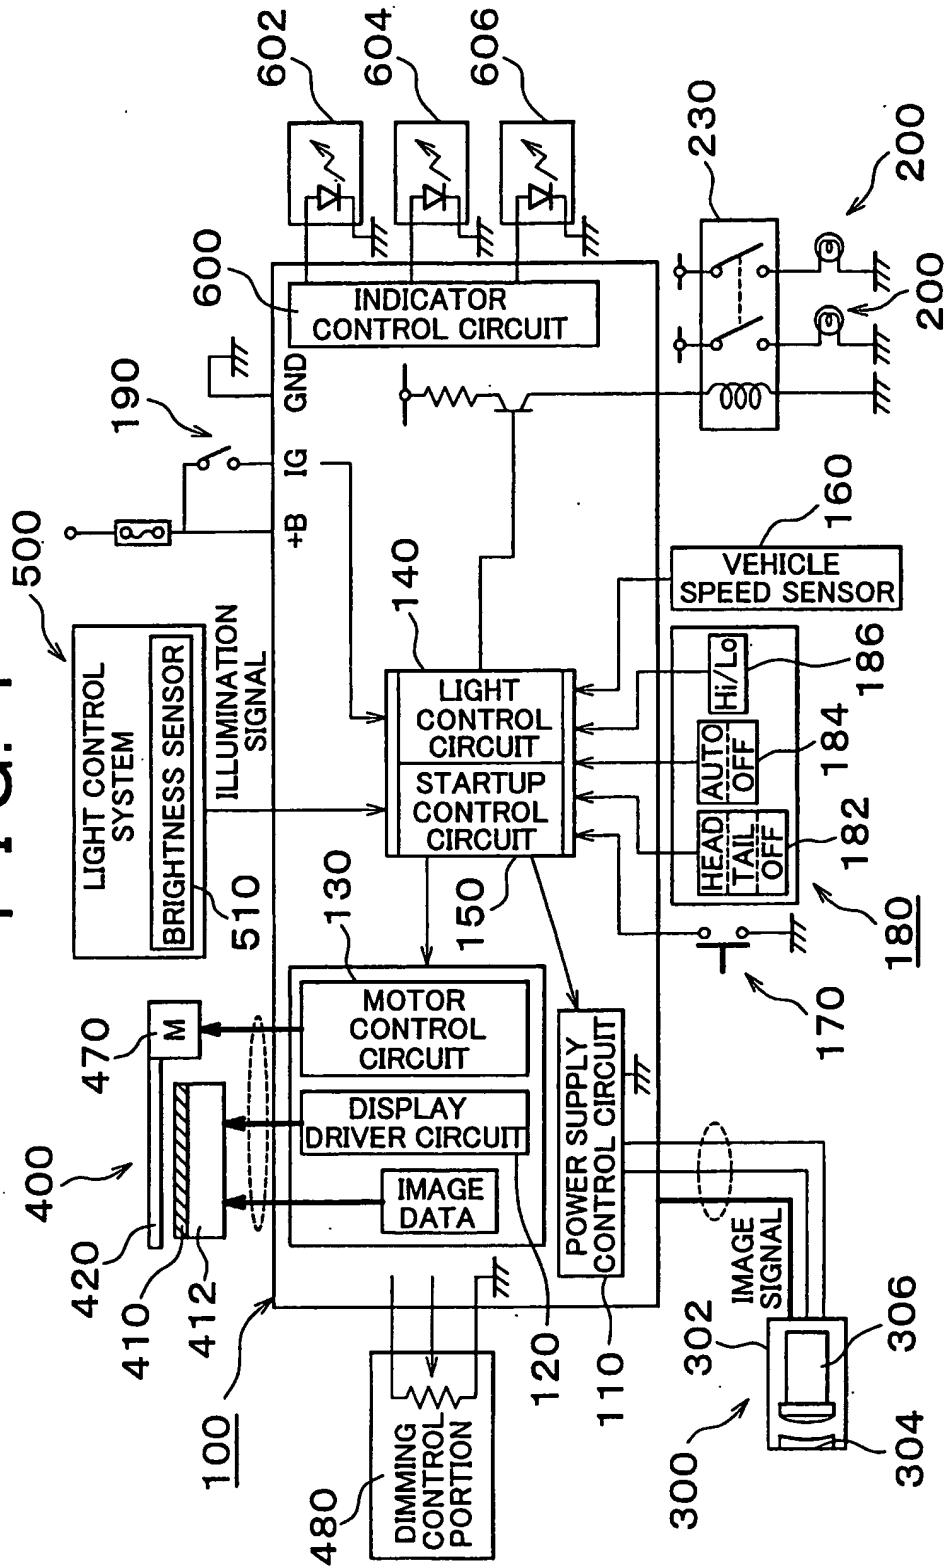 FIG. 1
400
420
410
412
470
M
500
LIGHT CONTROL
SYSTEM
BRIGHTNESS SENSOR
510
ILLUMINATION
SIGNAL
190
+B
IG
GND
600
INDICATOR
CONTROL CIRCUIT
602
604
606
100
480
DIMMING
CONTROL
PORTION
IMAGE
DATA
DISPLAY
DRIVER CIRCUIT
120
MOTOR
CONTROL
CIRCUIT
130
STARTUP
CONTROL
CIRCUIT
150
LIGHT
CONTROL
CIRCUIT
140
POWER SUPPLY
CONTROL CIRCUIT
110
IMAGE
SIGNAL
300
302
304
306
170
180
HEAD
TAIL
OFF
182
AUTO
OFF
184
Hi/Lo
186
VEHICLE
SPEED SENSOR
160
230
200
200